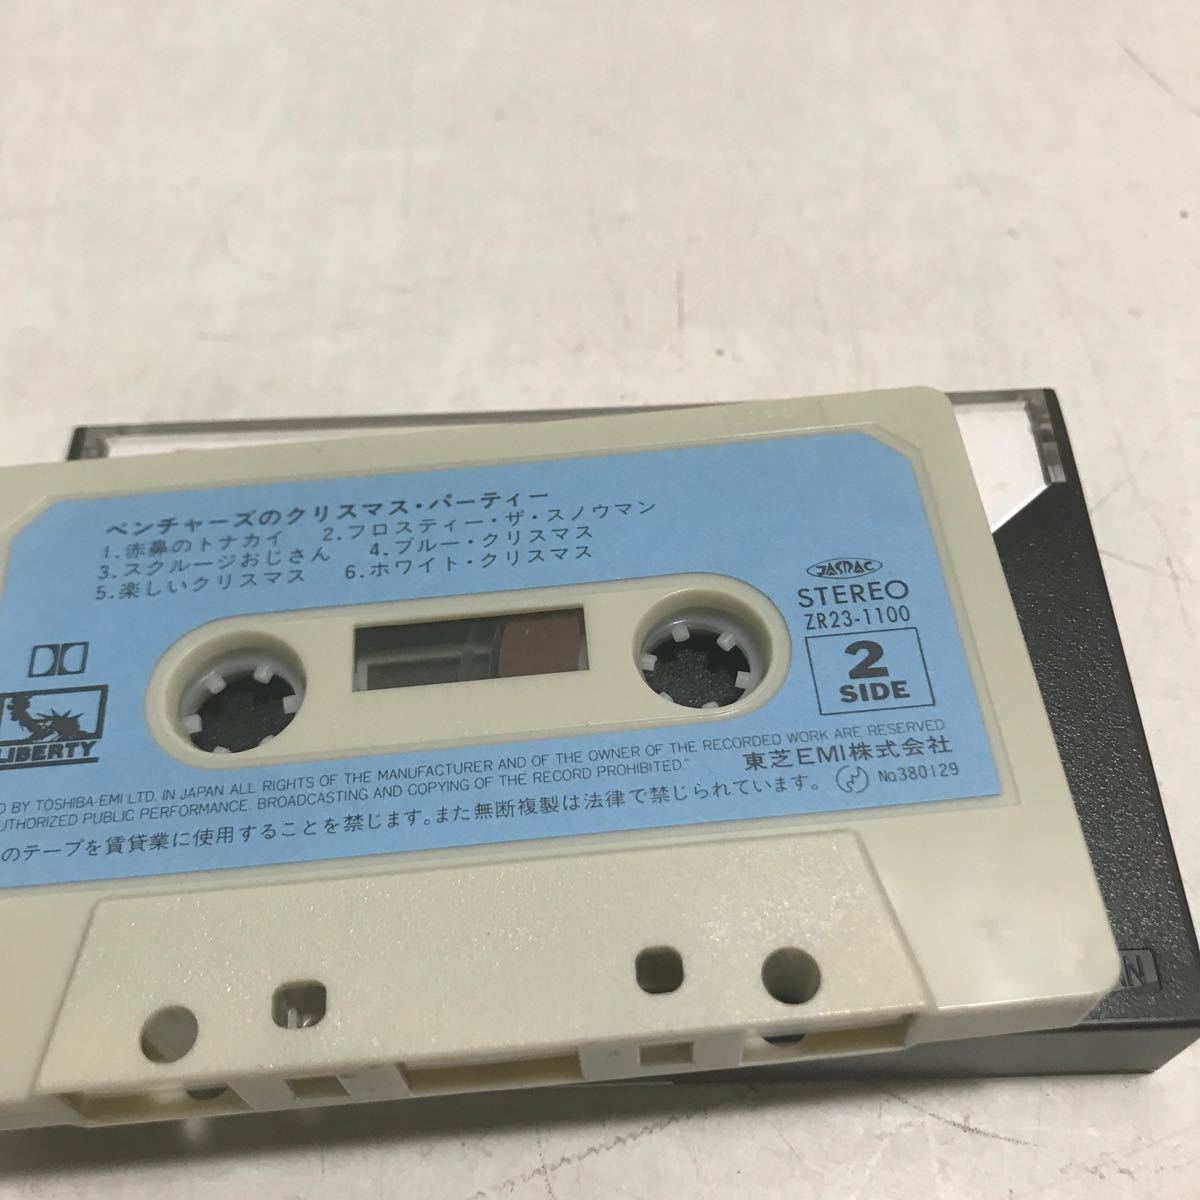 ベンチャーズのクリスマス・パーティー
1.赤鼻のトナカイ 2.フロスティー・ザ・スノウマン
3.スクルージおじさん 4.ブルー・クリスマス
5.楽しいクリスマス 6.ホワイト・クリスマス
JASRAC
STEREO
ZR23-1100
2
SIDE
LIBERTY
BY TOSHIBA-EMI LTD. IN JAPAN ALL RIGHTS OF THE MANUFACTURER AND OF THE OWNER OF THE RECORDED WORK ARE RESERVED.
PUBLIC PERFORMANCE, BROADCASTING AND COPYING OF THE RECORD PROHIBITED."
東芝EMI株式会社
のテープを賃貸業に使用することを禁じます。また無断複製は法律で禁じられています。
No.380129